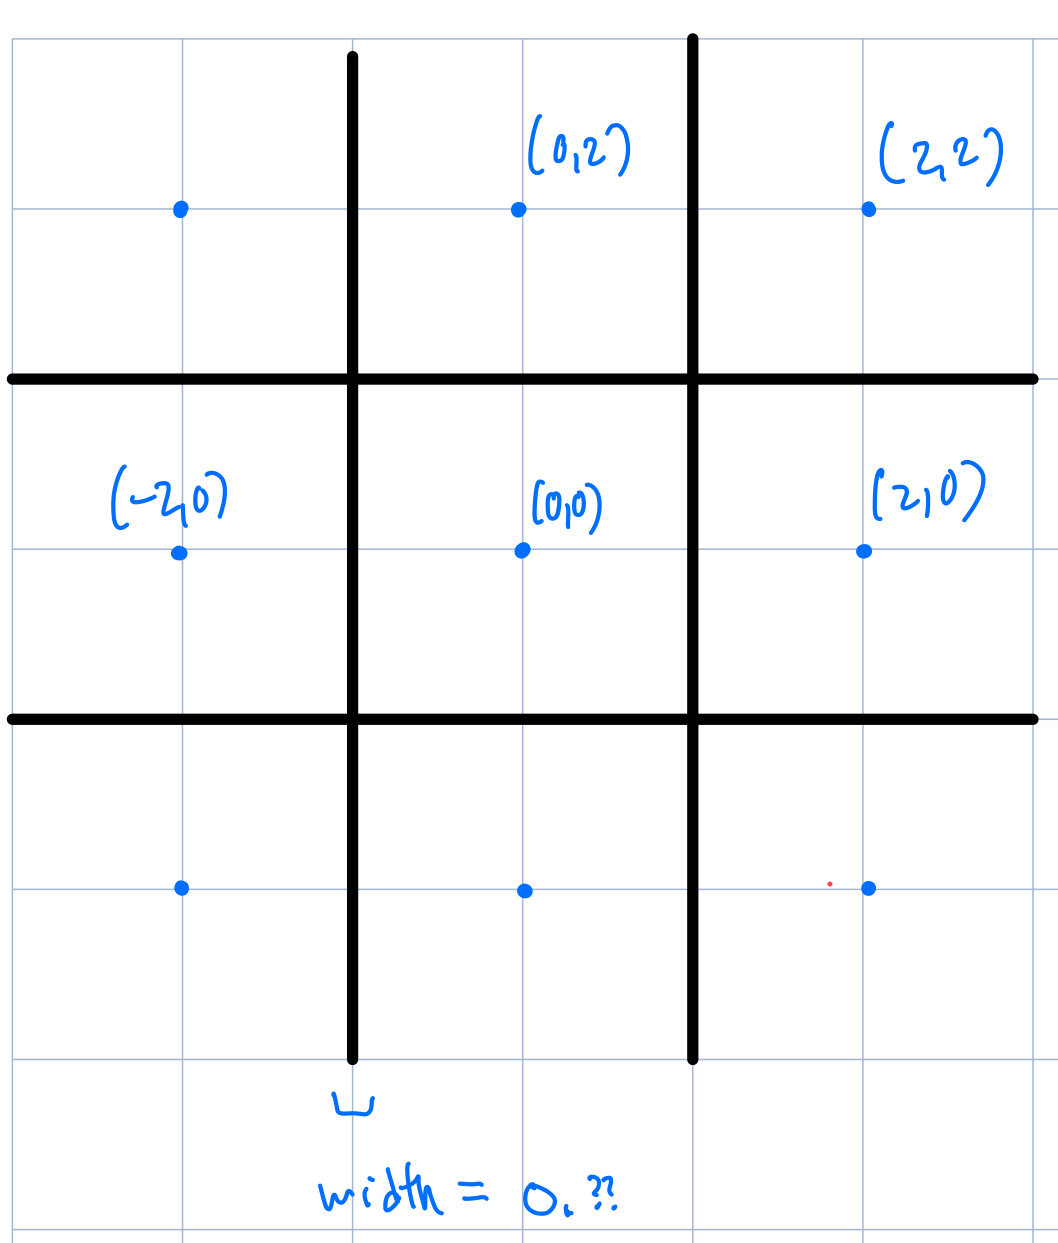 (0,2) (2,2)
(-2,0) (0,0) (2,0)
width = 0.??